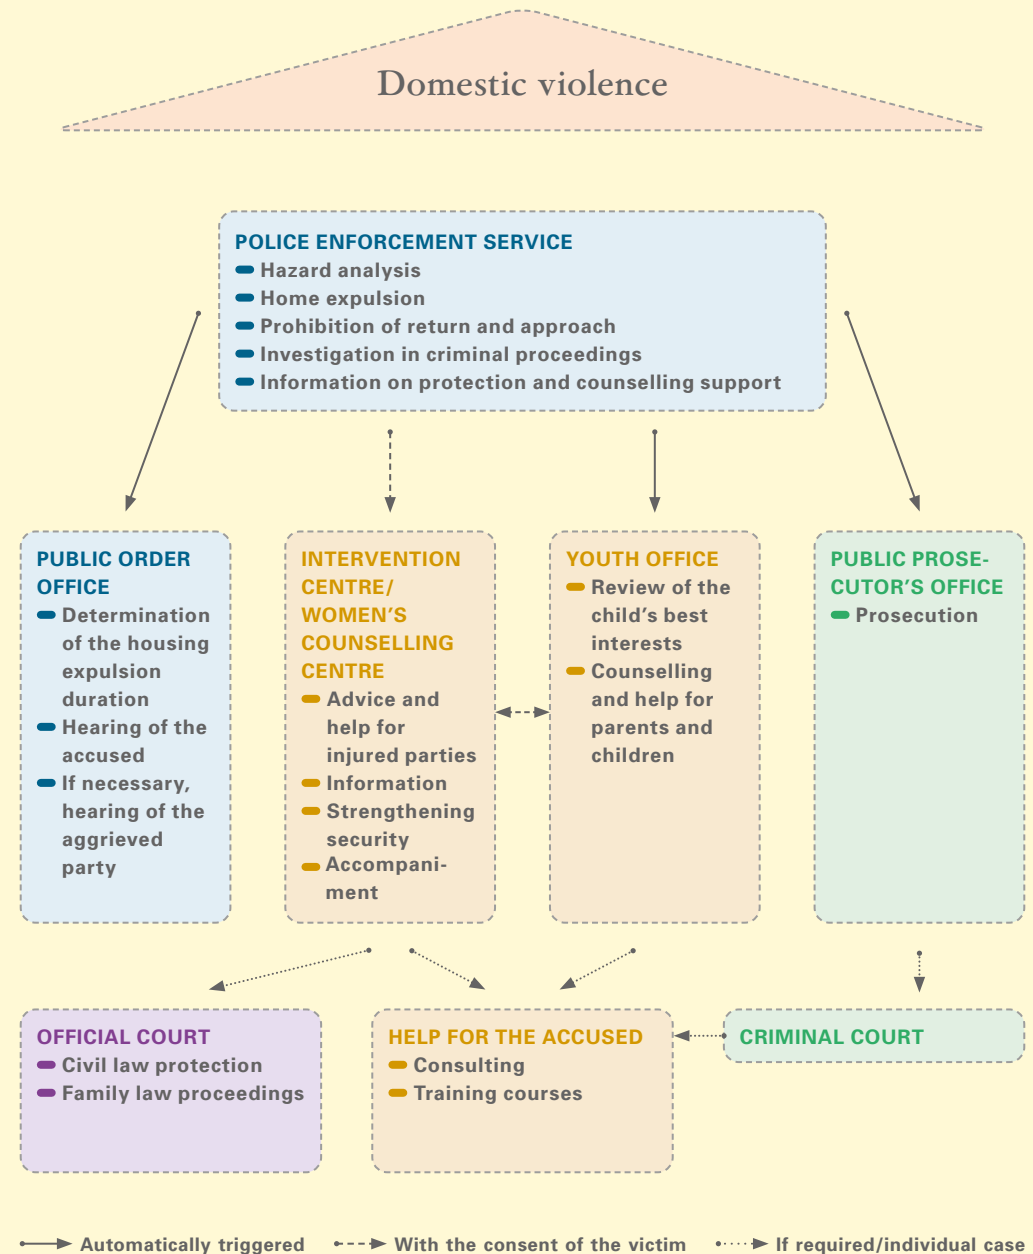 Domestic violence
POLICE ENFORCEMENT SERVICE
Hazard analysis
Home expulsion
Prohibition of return and approach
Investigation in criminal proceedings
Information on protection and counselling support
PUBLIC ORDER
OFFICE
Determination
of the housing
expulsion
duration
Hearing of the
accused
If necessary,
hearing of the
aggrieved
party
INTERVENTION
CENTRE/
WOMEN'S
COUNSELLING
CENTRE
Advice and
help for
injured parties
Information
Strengthening
security
Accompani-
ment
YOUTH OFFICE
Review of the
child's best
interests
Counselling
and help for
parents and
children
PUBLIC PROSE-
CUTOR'S OFFICE
Prosecution
OFFICIAL COURT
Civil law protection
Family law proceedings
HELP FOR THE ACCUSED
Consulting
Training courses
CRIMINAL COURT
Automatically triggered
With the consent of the victim
If required/individual case